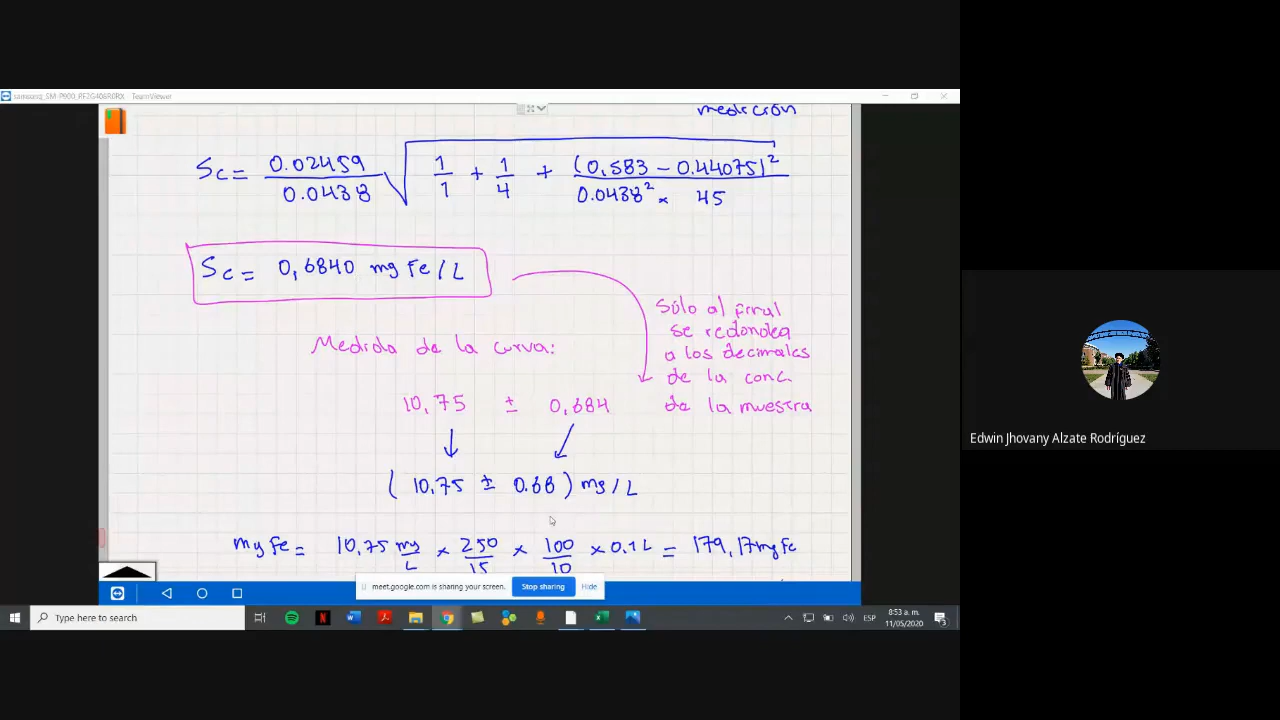 samsung_SM-P900_RF2G406R0RX - TeamViewer
medición
Sc = 0.02459 / 0.0438 √ 1/1 + 1/4 + (0,583 - 0.44075)² / 0.0438² × 45
Sc = 0,6840 mg Fe/L
Sólo al final
se redondea
a los decimales
de la conc.
de la muestra
Medida de la curva:
10,75 ± 0,684
(10,75 ± 0.68) mg/L
mg Fe = 10,75 mg/L × 250/15 × 100/10 × 0.1 L = 179,17 mg Fe
meet.google.com is sharing your screen.
Stop sharing
Hide
Type here to search
ESP
8:53 a. m.
11/05/2020
Edwin Jhovany Alzate Rodríguez